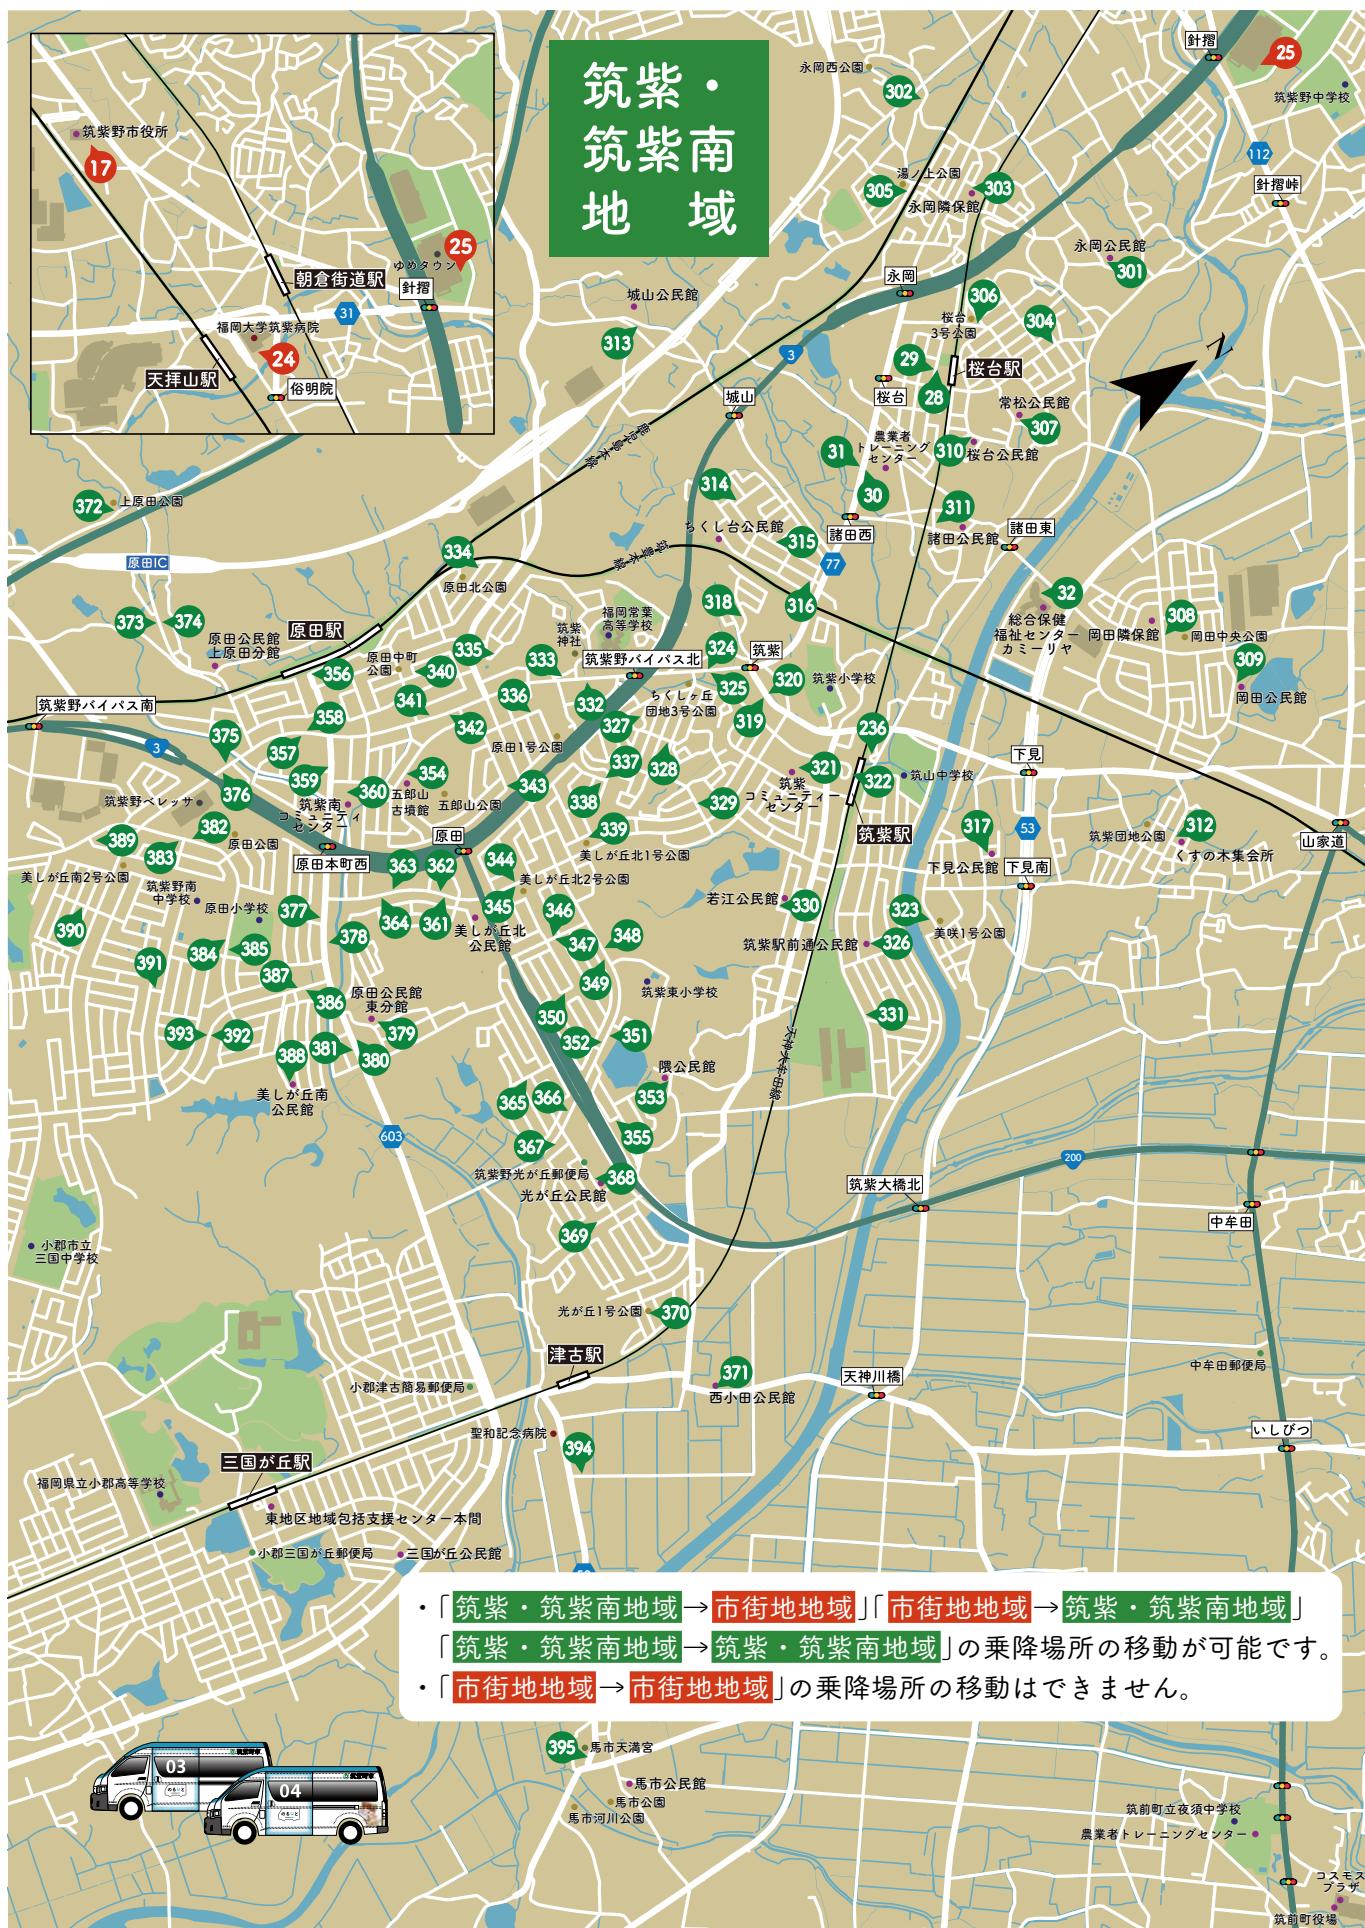 筑紫・
筑紫南
地　域
筑紫野市役所
17
朝倉街道駅
25
ゆめタウン
針摺
31
福岡大学筑紫病院
24
天拝山駅
俗明院
針摺
25
筑紫野中学校
永岡西公園
302
112
針摺峠
湯ノ上公園
305
303
永岡隣保館
永岡公民館
301
永岡
306
桜台
3号公園
304
城山公民館
313
3
29
桜台駅
28
桜台
N
城山
常松公民館
307
農業者
トレーニング
センター
31
310
桜台公民館
鹿児島本線
314
30
311
諸田公民館
諸田東
諸田西
372
上原田公園
ちくし台公民館
315
77
原田IC
334
原田北公園
筑豊本線
318
316
32
総合保健
福祉センター
カミーリヤ
308
岡田隣保館
岡田中央公園
309
岡田公民館
373
374
原田公民館
上原田分館
原田駅
福岡常葉
高等学校
筑紫
神社
335
333
324
筑紫
筑紫野バイパス北
原田中町
公園
340
356
336
332
325
320
筑紫小学校
ちくしヶ丘
団地3号公園
319
筑紫野バイパス南
341
358
342
327
236
375
357
原田1号公園
337
328
321
322
筑山中学校
下見
3
359
354
343
筑紫
コミュニティー
センター
376
360
五郎山
古墳館
五郎山公園
338
329
筑紫駅
筑紫野ベレッサ
筑紫南
コミュニティ
センター
317
53
筑紫団地公園
312
山家道
382
原田公園
原田
339
美しが丘北1号公園
くすの木集会所
389
383
原田本町西
363
362
344
下見公民館
下見南
美しが丘南2号公園
美しが丘北2号公園
筑紫野南
中学校
原田小学校
377
364
361
345
346
若江公民館
330
323
美咲1号公園
美しが丘北
公民館
390
384
385
378
347
348
筑紫駅前通公民館
326
391
387
349
筑紫東小学校
386
原田公民館
東分館
350
331
393
392
379
352
351
388
381
380
天神大牟田線
隈公民館
美しが丘南
公民館
365
366
353
603
367
355
200
筑紫野光が丘郵便局
368
光が丘公民館
筑紫大橋北
中牟田
369
小郡市立
三国中学校
光が丘1号公園
370
津古駅
371
西小田公民館
天神川橋
中牟田郵便局
小郡津古簡易郵便局
聖和記念病院
394
いしびつ
三国が丘駅
福岡県立小郡高等学校
東地区地域包括支援センター本間
小郡三国が丘郵便局
三国が丘公民館
・「筑紫・筑紫南地域→市街地地域」「市街地地域→筑紫・筑紫南地域」
「筑紫・筑紫南地域→筑紫・筑紫南地域」の乗降場所の移動が可能です。
・「市街地地域→市街地地域」の乗降場所の移動はできません。
395
馬市天満宮
馬市公民館
馬市公園
馬市河川公園
03
04
筑前町立夜須中学校
農業者トレーニングセンター
コスモス
プラザ
筑前町役場